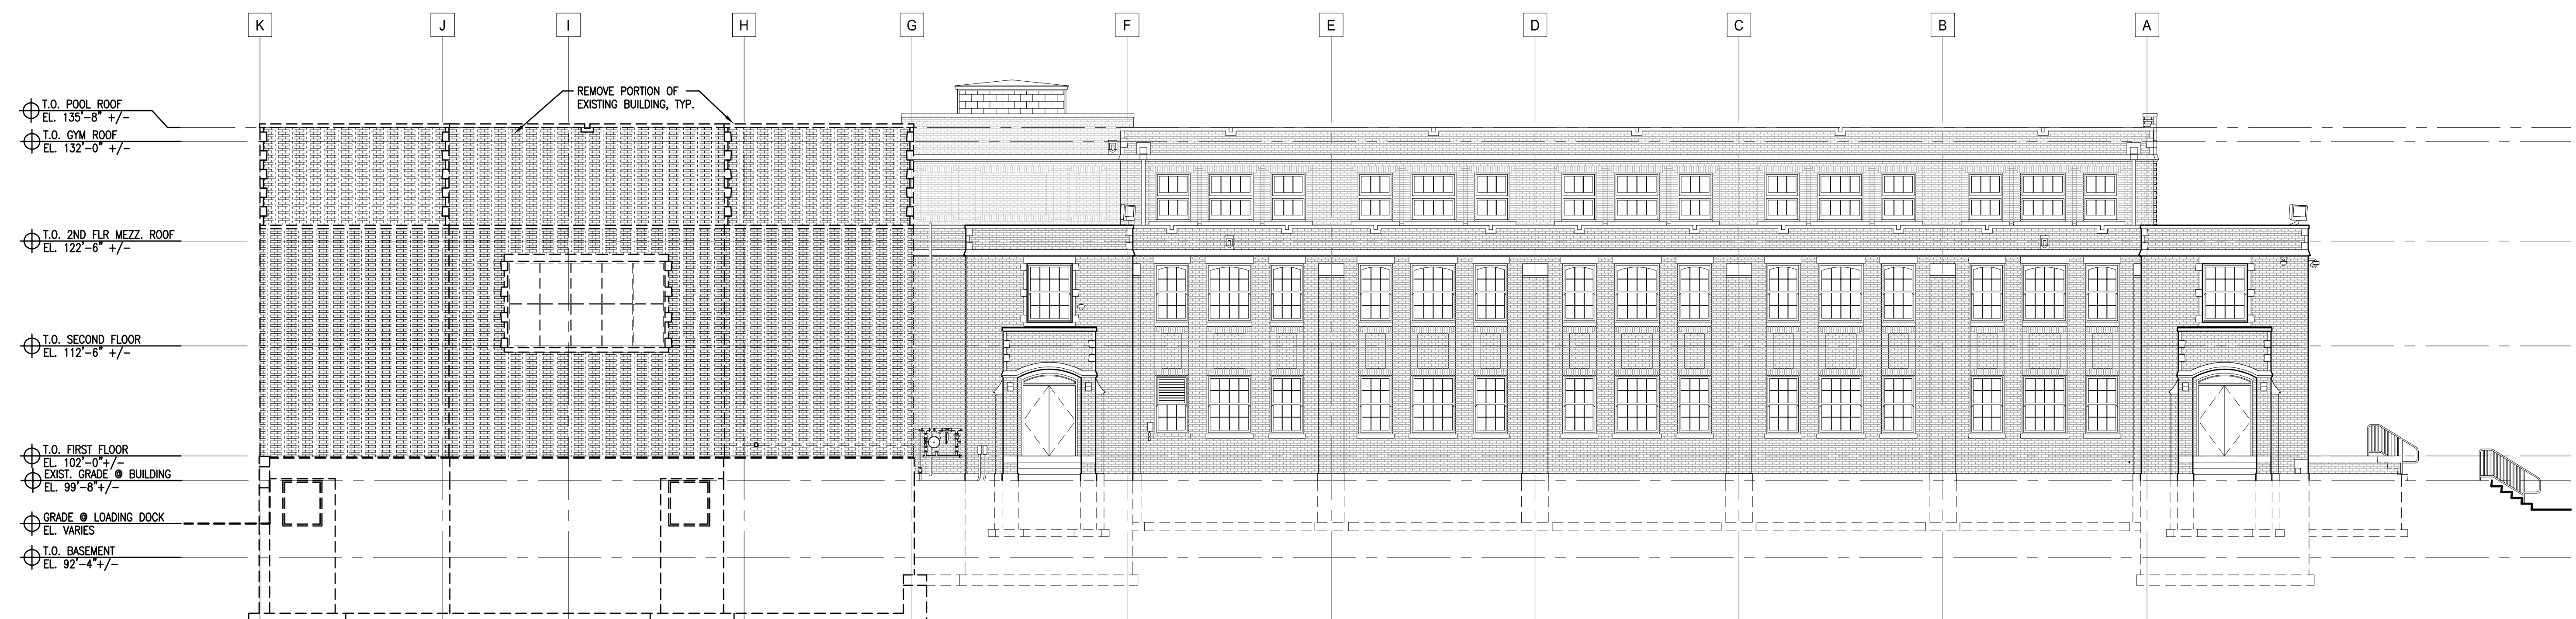 K J I H G F E D C B A
REMOVE PORTION OF
EXISTING BUILDING, TYP.
T.O. POOL ROOF
EL. 135'-8" +/-
T.O. GYM ROOF
EL. 132'-0" +/-
T.O. 2ND FLR MEZZ. ROOF
EL. 122'-6" +/-
T.O. SECOND FLOOR
EL. 112'-6" +/-
T.O. FIRST FLOOR
EL. 102'-0"+/-
EXIST. GRADE @ BUILDING
EL. 99'-8"+/-
GRADE @ LOADING DOCK
EL. VARIES
T.O. BASEMENT
EL. 92'-4"+/-